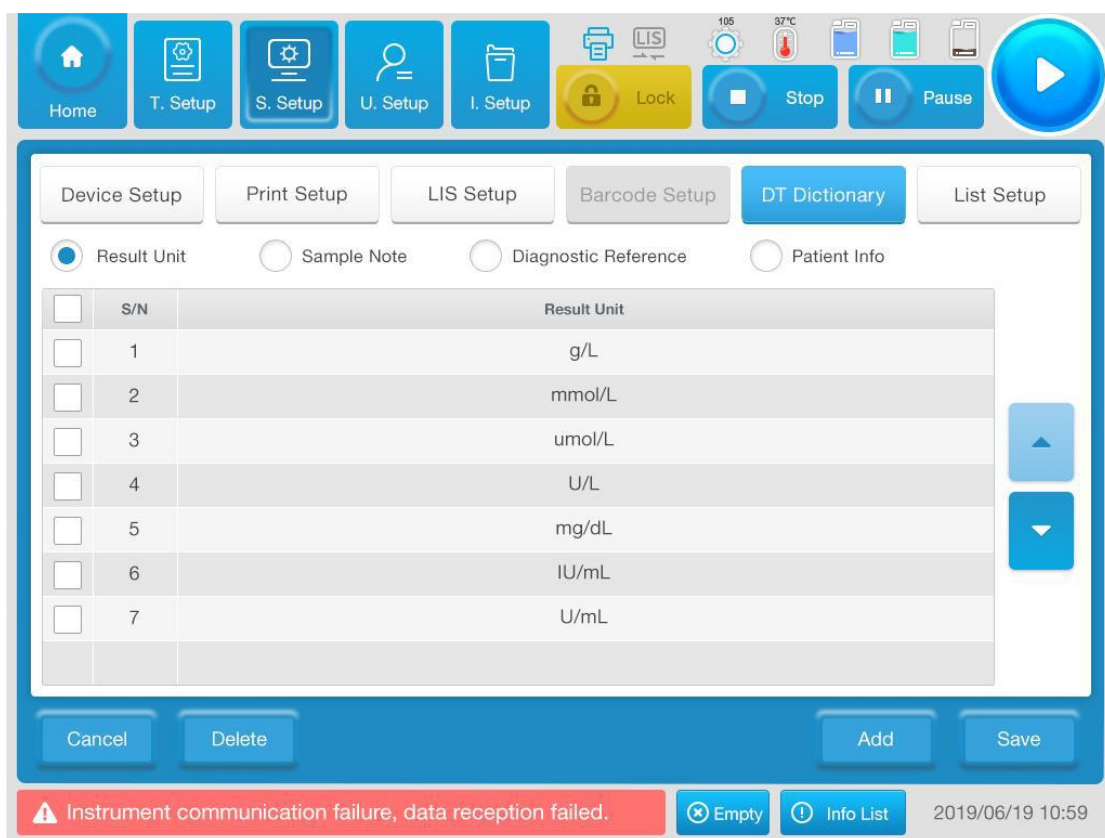 105 37°C
LIS
Home T. Setup S. Setup U. Setup I. Setup Lock Stop Pause
Device Setup Print Setup LIS Setup Barcode Setup DT Dictionary List Setup
Result Unit Sample Note Diagnostic Reference Patient Info
S/N Result Unit
1 g/L
2 mmol/L
3 umol/L
4 U/L
5 mg/dL
6 IU/mL
7 U/mL
Cancel Delete Add Save
Instrument communication failure, data reception failed. Empty Info List 2019/06/19 10:59